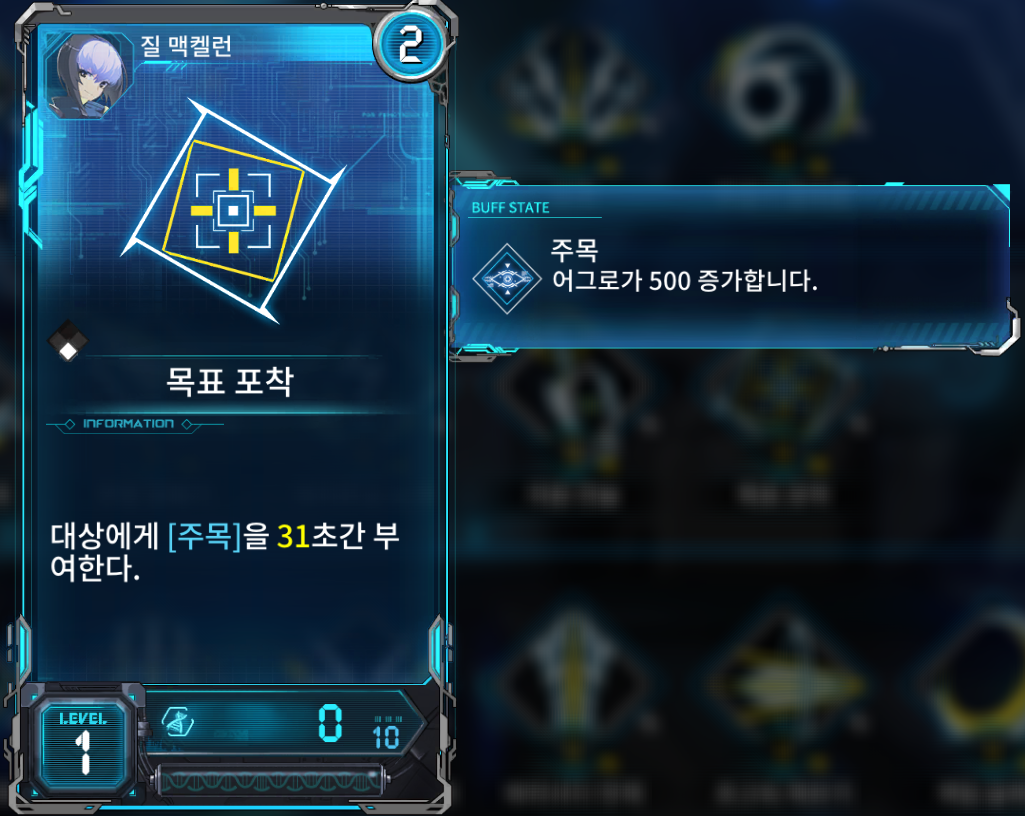 질 맥켈런
2
BUFF STATE
주목
어그로가 500 증가합니다.
목표 포착
INFORMATION
대상에게 [주목]을 31초간 부
여한다.
LEVEL
1
0
10